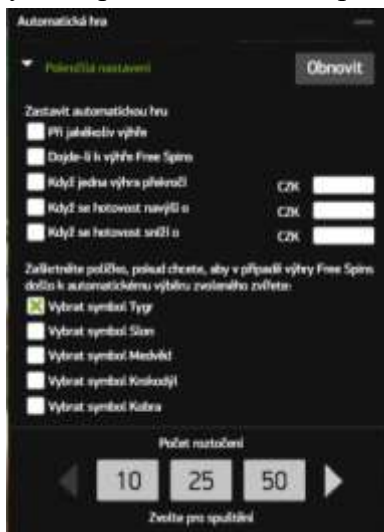 Automatická hra
Pokročilá nastavení
Obnovit
Zastavit automatickou hru
Při jakékoliv výhře
Dojde-li k výhře Free Spins
Když jedna výhra překročí CZK
Když se hotovost navýší o CZK
Když se hotovost sníží o CZK
Zaškrtněte políčko, pokud chcete, aby v případě výhry Free Spins
došlo k automatickému výběru zvoleného zvířete:
Vybrat symbol Tygr
Vybrat symbol Slon
Vybrat symbol Medvěd
Vybrat symbol Krokodýl
Vybrat symbol Kobra
Počet roztočení
10 25 50
Zvolte pro spuštění